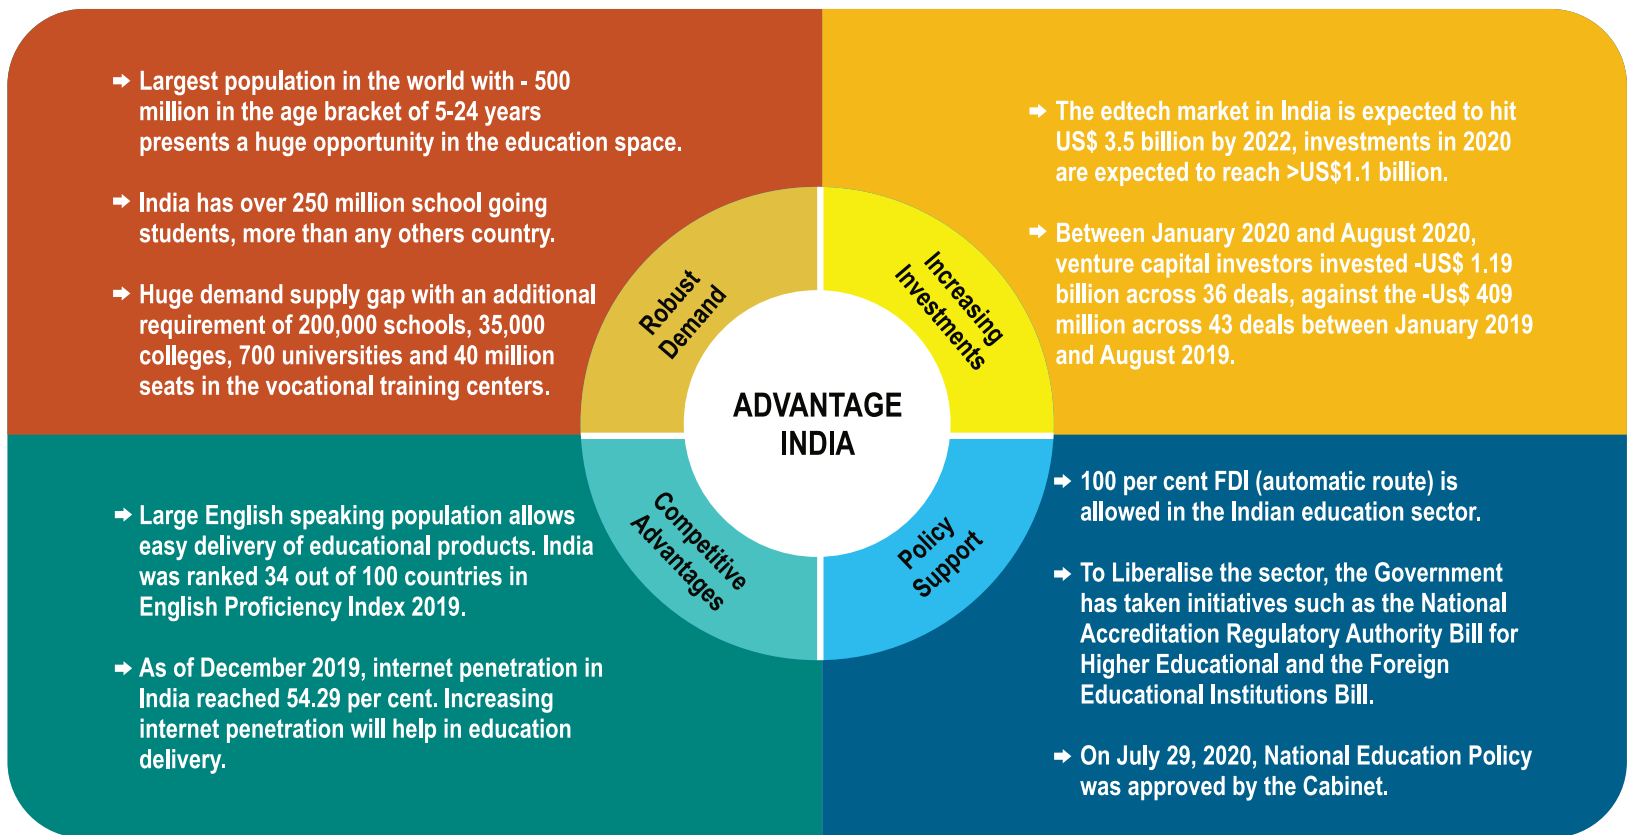 Largest population in the world with - 500
million in the age bracket of 5-24 years
presents a huge opportunity in the education space.
India has over 250 million school going
students, more than any others country.
Huge demand supply gap with an additional
requirement of 200,000 schools, 35,000
colleges, 700 universities and 40 million
seats in the vocational training centers.
The edtech market in India is expected to hit
US$ 3.5 billion by 2022, investments in 2020
are expected to reach >US$1.1 billion.
Between January 2020 and August 2020,
venture capital investors invested -US$ 1.19
billion across 36 deals, against the -Us$ 409
million across 43 deals between January 2019
and August 2019.
Robust
Demand
Increasing
Investments
ADVANTAGE
INDIA
Competitive
Advantages
Policy
Support
Large English speaking population allows
easy delivery of educational products. India
was ranked 34 out of 100 countries in
English Proficiency Index 2019.
As of December 2019, internet penetration in
India reached 54.29 per cent. Increasing
internet penetration will help in education
delivery.
100 per cent FDI (automatic route) is
allowed in the Indian education sector.
To Liberalise the sector, the Government
has taken initiatives such as the National
Accreditation Regulatory Authority Bill for
Higher Educational and the Foreign
Educational Institutions Bill.
On July 29, 2020, National Education Policy
was approved by the Cabinet.